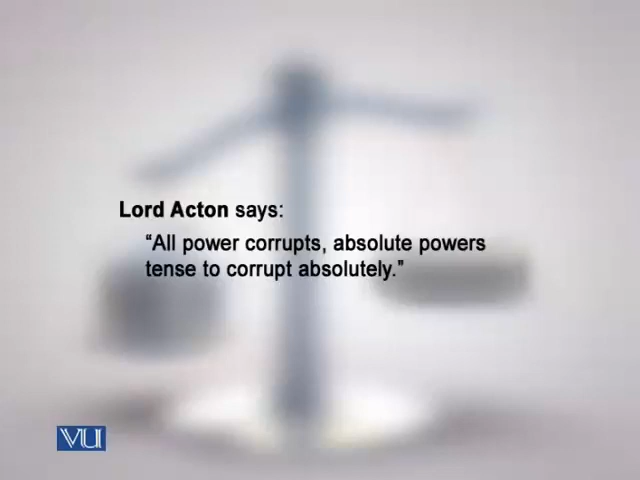 Lord Acton says:
“All power corrupts, absolute powers
tense to corrupt absolutely.”
VU